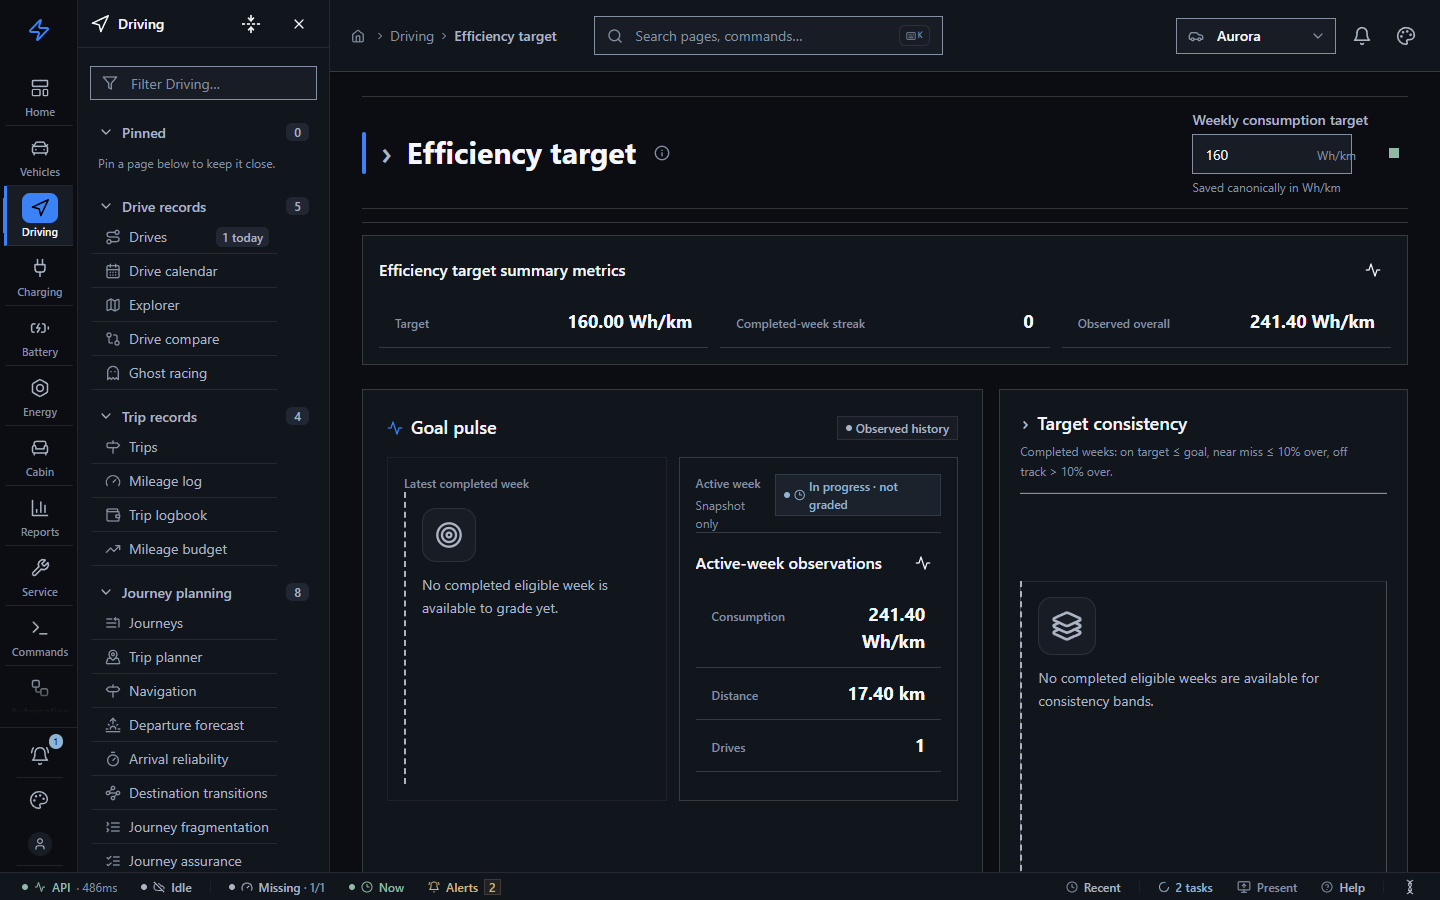 Driving
Driving
Efficiency target
Search pages, commands...
K
Aurora
Home
Vehicles
Driving
Charging
Battery
Energy
Cabin
Reports
Service
Commands
1
Filter Driving...
Pinned
0
Pin a page below to keep it close.
Drive records
5
Drives
1 today
Drive calendar
Explorer
Drive compare
Ghost racing
Trip records
4
Trips
Mileage log
Trip logbook
Mileage budget
Journey planning
8
Journeys
Trip planner
Navigation
Departure forecast
Arrival reliability
Destination transitions
Journey fragmentation
Journey assurance
Efficiency target
Weekly consumption target
160
Wh/km
Saved canonically in Wh/km
Efficiency target summary metrics
Target
160.00 Wh/km
Completed-week streak
0
Observed overall
241.40 Wh/km
Goal pulse
Observed history
Latest completed week
No completed eligible week is
available to grade yet.
Active week
Snapshot
only
In progress · not
graded
Active-week observations
Consumption
241.40
Wh/km
Distance
17.40 km
Drives
1
Target consistency
Completed weeks: on target ≤ goal, near miss ≤ 10% over, off
track > 10% over.
No completed eligible weeks are available for
consistency bands.
API · 486ms
Idle
Missing · 1/1
Now
Alerts 2
Recent
2 tasks
Present
Help